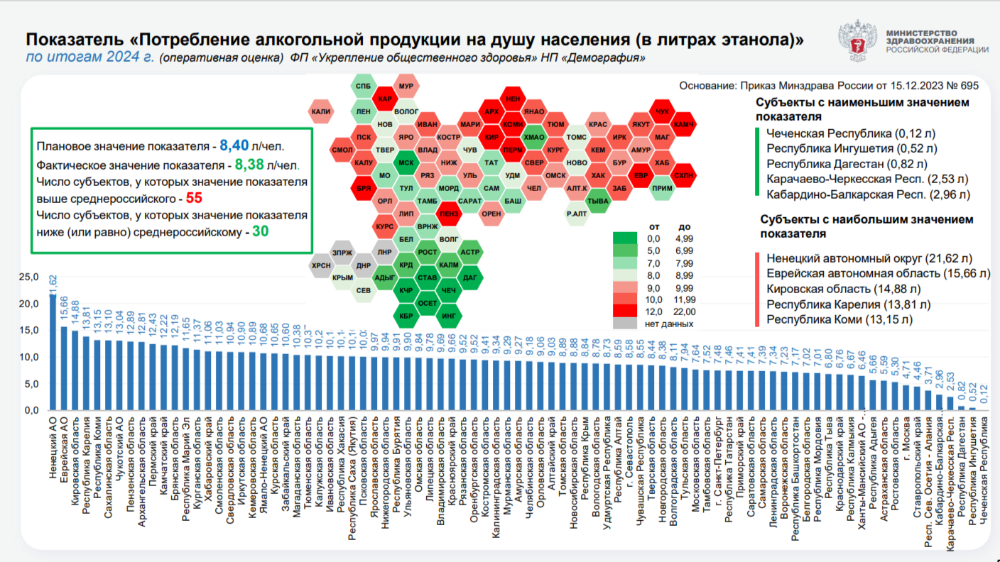 Показатель «Потребление алкогольной продукции на душу населения (в литрах этанола)»
по итогам 2024 г. (оперативная оценка) ФП «Укрепление общественного здоровья» НП «Демография»
МИНИСТЕРСТВО
ЗДРАВООХРАНЕНИЯ
РОССИЙСКОЙ ФЕДЕРАЦИИ
Основание: Приказ Минздрава России от 15.12.2023 № 695
Плановое значение показателя - 8,40 л/чел.
Фактическое значение показателя - 8,38 л/чел.
Число субъектов, у которых значение показателя
выше среднероссийского - 55
Число субъектов, у которых значение показателя
ниже (или равно) среднероссийскому - 30
СПБ МУР
КАР НЕН
КАЛИ ЛЕН ВОЛОГ АРХ ЯНАО ЧУК
НОВ ИВАН МАРИ КОМИ ТЮМ КРАС ЯКУТ КАМЧ
ПСК ЯРО КОСТР КИР ХМАО ТОМС ИРК МАГ
СМОЛ ТВЕР ВЛАД ЧУВ ПЕРМ КУРГ КЕМ АМУР
КАЛУ МСК НИЖ ТАТ СВЕР НОВО БУР ХАБ
МО РЯЗ УЛЬ УДМ ОМСК ХАК ЕВР СХЛН
БРЯ ТУЛ МОРД САМ ЧЕЛ АЛТ.К ЗАБ ПРИМ
ОРЛ ТАМБ САРАТ БАШ ТЫВА
ЛИП ПЕНЗ ОРЕН Р.АЛТ
КУРС ВРНЖ
БЕЛ ВОЛГ
ЗПРЖ ЛНР РОСТ АСТР
ХРСН ДНР КРД КАЛМ
КРЫМ АДЫГ СТАВ ДАГ
СЕВ КЧР ЧЕЧ
ОСЕТ
КБР ИНГ
от до
0,0 4,99
5,0 6,99
7,0 7,99
8,0 8,99
9,0 9,99
10,0 11,99
12,0 22,00
нет данных
Субъекты с наименьшим значением
показателя
Чеченская Республика (0,12 л)
Республика Ингушетия (0,52 л)
Республика Дагестан (0,82 л)
Карачаево-Черкесская Респ. (2,53 л)
Кабардино-Балкарская Респ. (2,96 л)
Субъекты с наибольшим значением
показателя
Ненецкий автономный округ (21,62 л)
Еврейская автономная область (15,66 л)
Кировская область (14,88 л)
Республика Карелия (13,81 л)
Республика Коми (13,15 л)
25,0
20,0
15,0
10,0
5,0
0,0
21,62 15,66 14,88 13,81 13,15 13,10 13,04 12,89 12,81 12,43 12,22 12,19 11,65 11,37 11,06 11,03 10,94 10,90 10,89 10,68 10,65 10,60 10,38 10,2 10,1 9,97 9,94 9,91 9,90 9,84 9,78 9,69 9,66 9,52 9,52 9,41 9,34 9,29 9,27 9,18 9,06 9,03 8,89 8,88 8,84 8,78 8,73 8,59 8,58 8,55 8,44 8,38 8,11 7,94 7,64 7,52 7,48 7,46 7,41 7,41 7,39 7,34 7,23 7,17 7,02 7,01 6,80 6,76 6,67 6,46 5,66 5,59 5,30 4,71 4,46 3,71 2,96 2,53 0,82 0,52 0,12
Ненецкий АО
Еврейская АО
Кировская область
Республика Карелия
Республика Коми
Сахалинская область
Чукотский АО
Пензенская область
Архангельская область
Пермский край
Камчатский край
Брянская область
Республика Марий Эл
Курганская область
Хабаровский край
Смоленская область
Свердловская область
Иркутская область
Кемеровская область
Ямало-Ненецкий АО
Курская область
Забайкальский край
Магаданская область
Тюменская область
Калужская область
Ивановская область
Республика Хакасия
Республика Саха (Якутия)
Псковская область
Ярославская область
Нижегородская область
Республика Бурятия
Ульяновская область
Омская область
Липецкая область
Владимирская область
Красноярский край
Рязанская область
Оренбургская область
Костромская область
Калининградская область
Мурманская область
Амурская область
Челябинская область
Орловская область
Алтайский край
Томская область
Новосибирская область
Республика Крым
Вологодская область
Удмуртская Республика
Республика Алтай
г. Севастополь
Чувашская Республика
Тверская область
Новгородская область
Волгоградская область
Тульская область
Московская область
Тамбовская область
г. Санкт-Петербург
Республика Татарстан
Приморский край
Саратовская область
Самарская область
Ленинградская область
Воронежская область
Республика Башкортостан
Белгородская область
Республика Мордовия
Республика Тыва
Краснодарский край
Республика Калмыкия
Ханты-Мансийский АО -…
Республика Адыгея
Астраханская область
Ростовская область
г. Москва
Ставропольский край
Респ. Сев. Осетия - Алания
Кабардино-Балкарская…
Карачаево-Черкесская Респ.
Республика Дагестан
Республика Ингушетия
Чеченская Республика